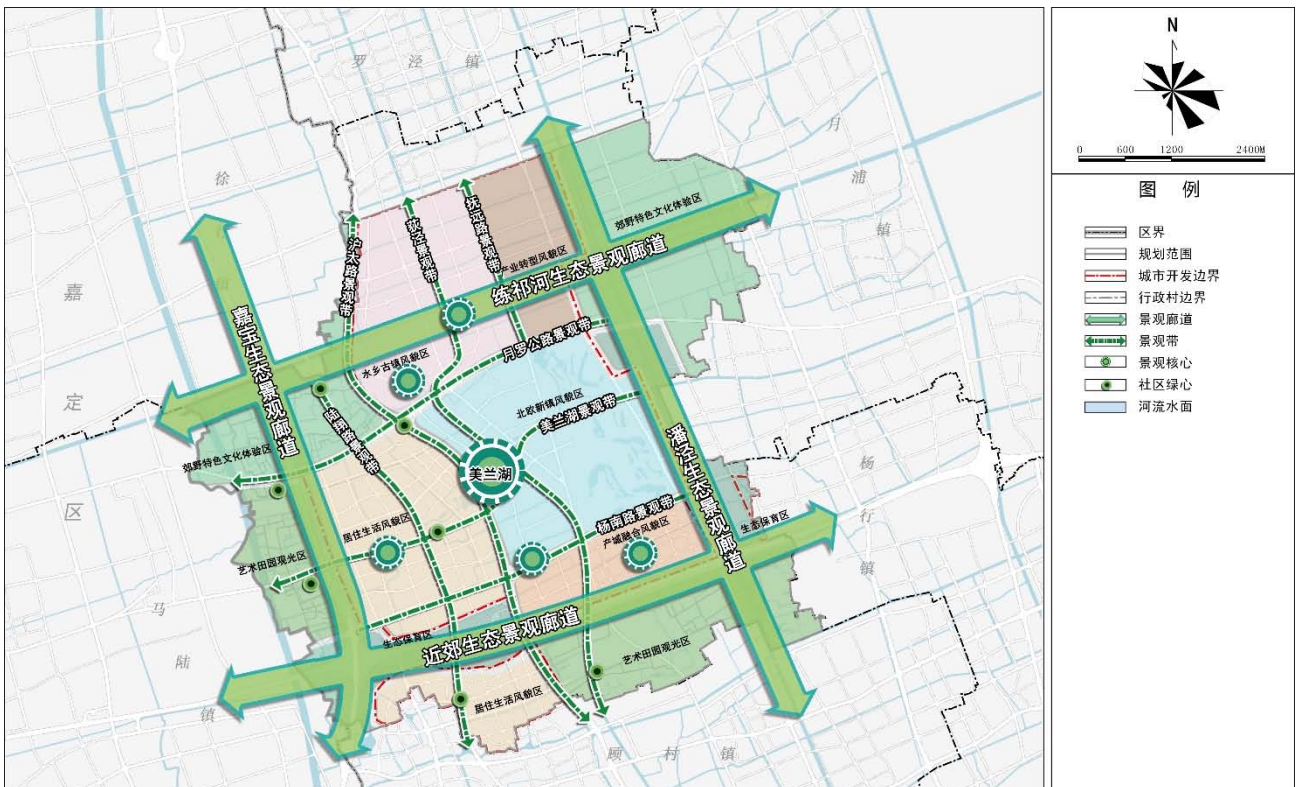 罗泾镇
徐
镇
嘉定区
马陆镇
月浦镇
杨行镇
顾村镇
沪太路景观带
荻泾景观带
抚远路景观带
产业转型风貌区
郊野特色文化体验区
练祁河生态景观廊道
嘉宝生态景观廊道
月罗公路景观带
水乡古镇风貌区
北欧新镇风貌区
美兰湖景观带
陆翔路景观带
郊野特色文化体验区
美兰湖
潘泾生态景观廊道
杨南路景观带
居住生活风貌区
产城融合风貌区
生态保育区
艺术田园观光区
生态保育区
近郊生态景观廊道
艺术田园观光区
居住生活风貌区
N
0 600 1200 2400M
图 例
区界
规划范围
城市开发边界
行政村边界
景观廊道
景观带
景观核心
社区绿心
河流水面